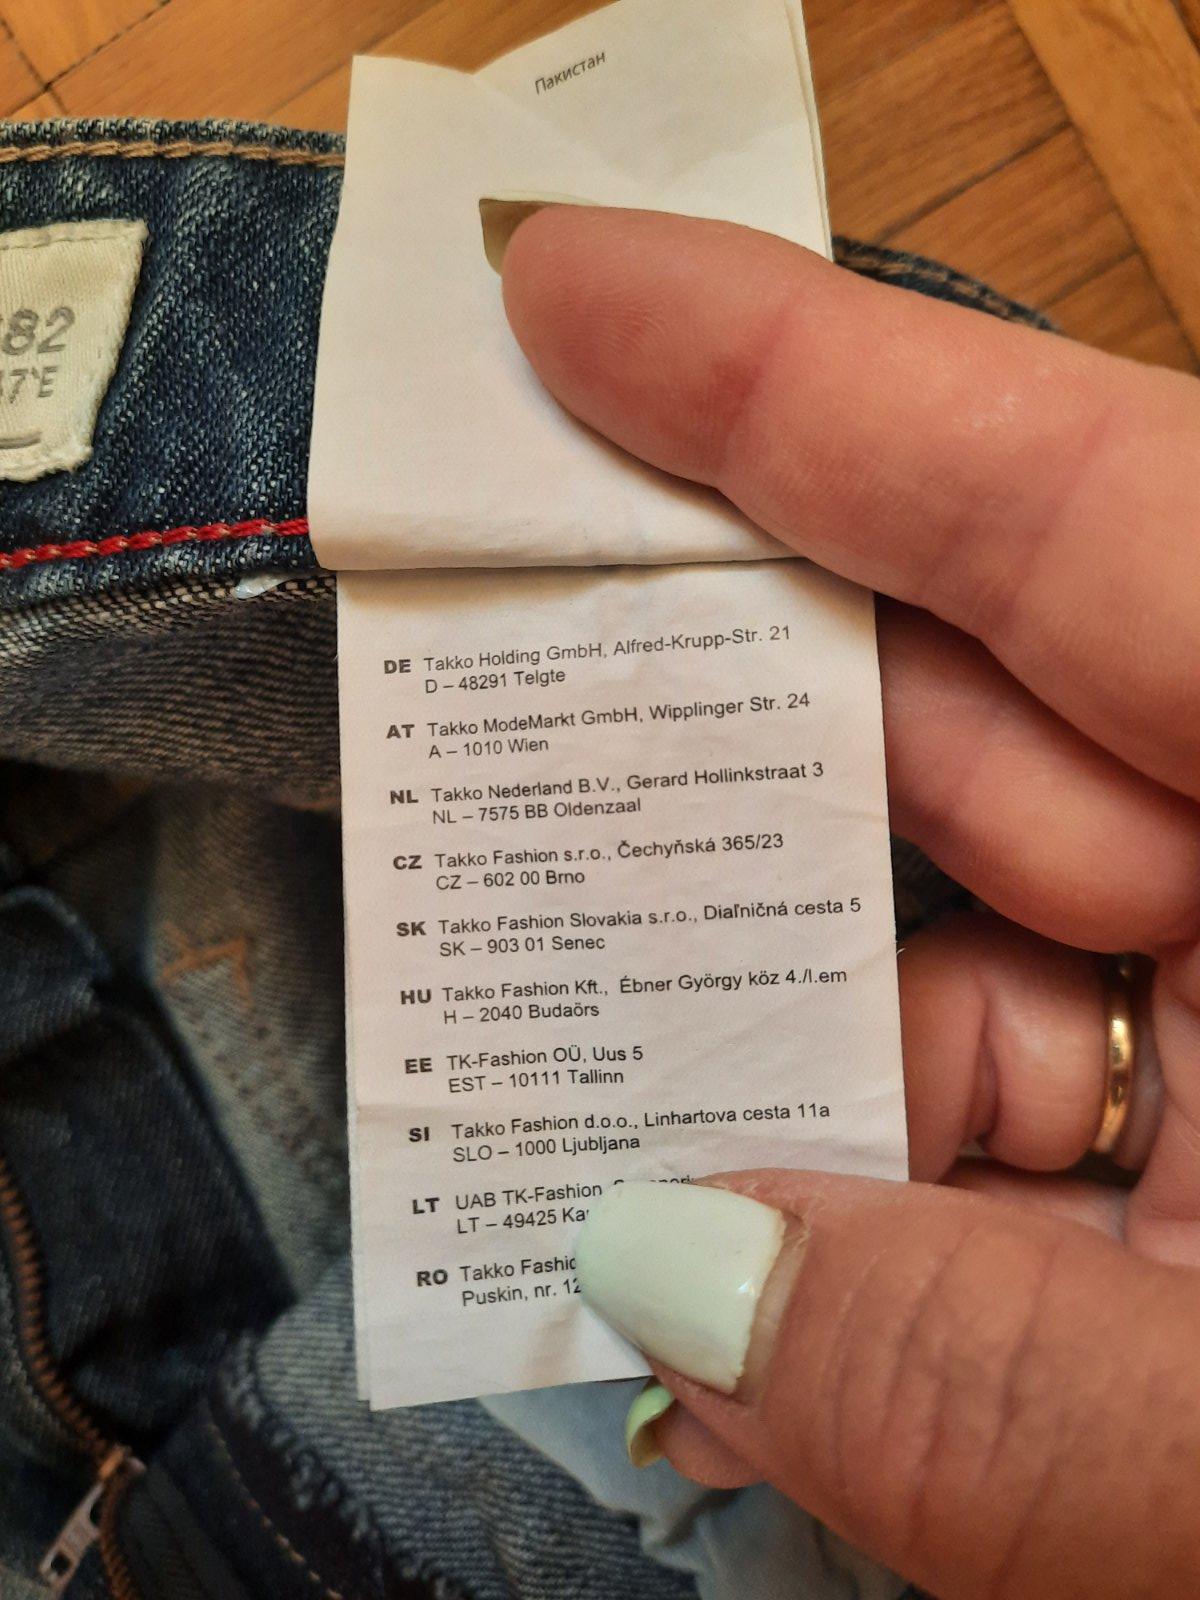 Пакистан
82
7'E
DE Takko Holding GmbH, Alfred-Krupp-Str. 21
D – 48291 Telgte
AT Takko ModeMarkt GmbH, Wipplinger Str. 24
A – 1010 Wien
NL Takko Nederland B.V., Gerard Hollinkstraat 3
NL – 7575 BB Oldenzaal
CZ Takko Fashion s.r.o., Čechyňská 365/23
CZ – 602 00 Brno
SK Takko Fashion Slovakia s.r.o., Diaľničná cesta 5
SK – 903 01 Senec
HU Takko Fashion Kft., Ébner György köz 4./I.em
H – 2040 Budaörs
EE TK-Fashion OÜ, Uus 5
EST – 10111 Tallinn
SI Takko Fashion d.o.o., Linhartova cesta 11a
SLO – 1000 Ljubljana
LT UAB TK-Fashion
LT – 49425
RO Takko
Puskin, nr.